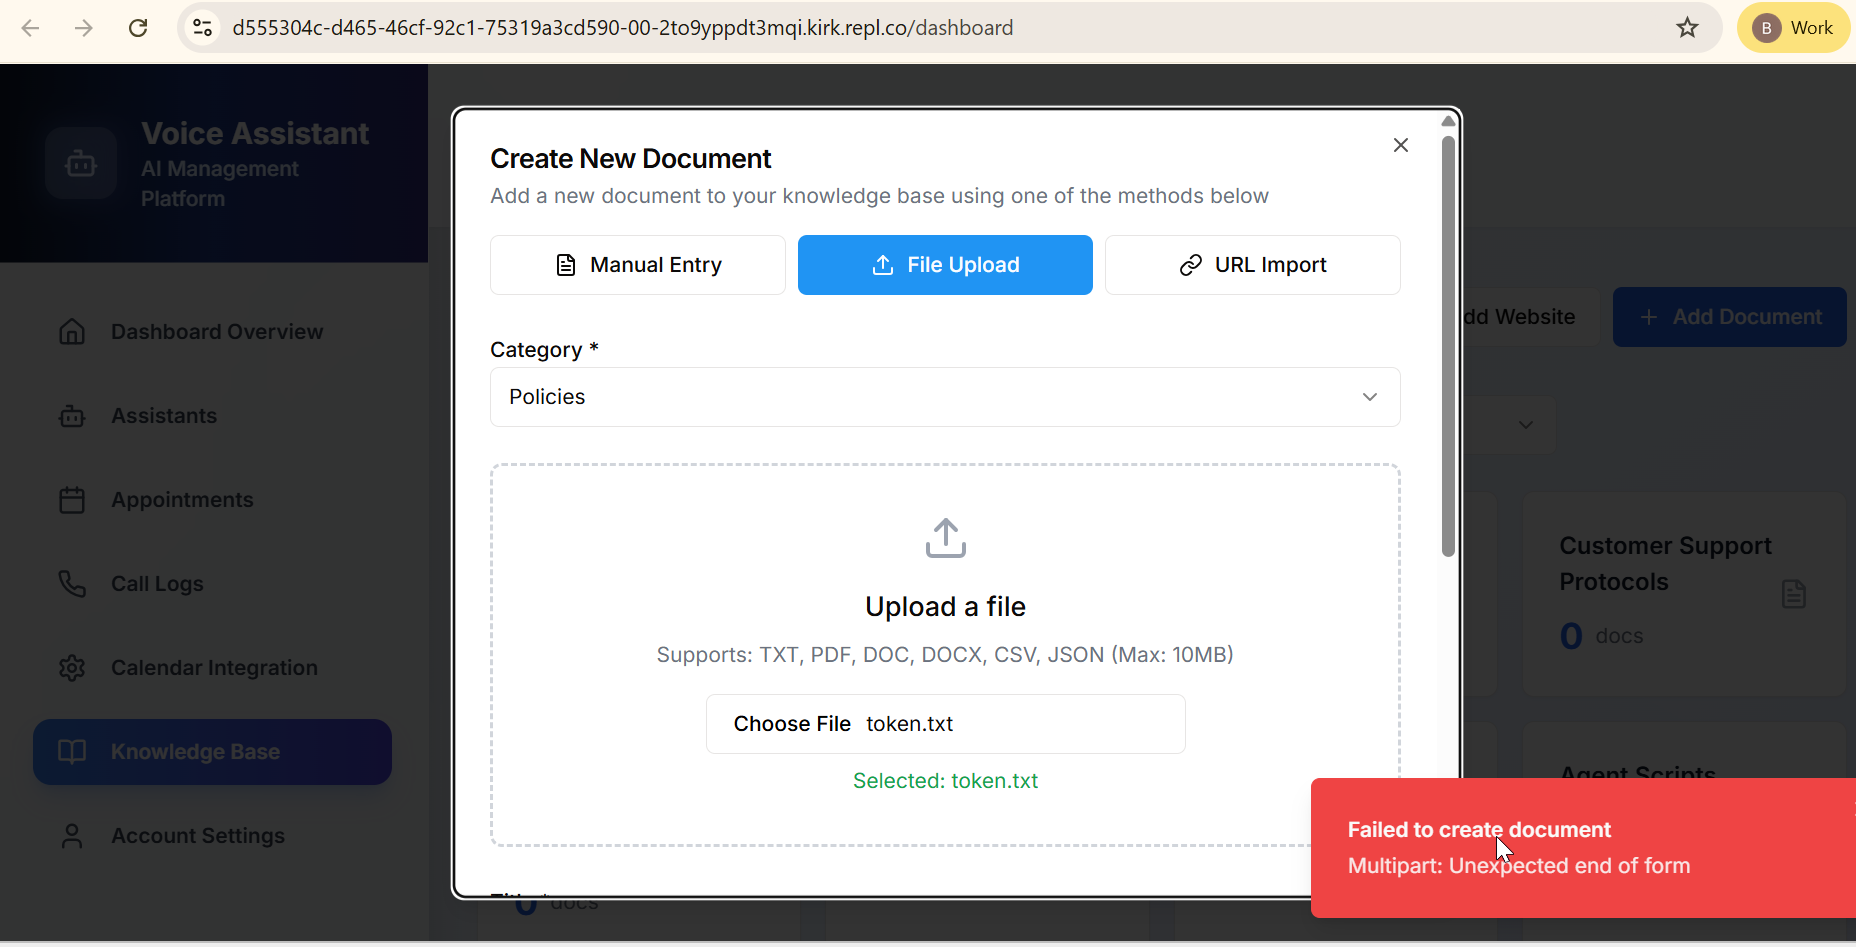 d555304c-d465-46cf-92c1-75319a3cd590-00-2to9yppdt3mqi.kirk.repl.co/dashboard
B Work
Voice Assistant
AI Management
Platform
Dashboard Overview
Assistants
Appointments
Call Logs
Calendar Integration
Knowledge Base
Account Settings
Create New Document
Add a new document to your knowledge base using one of the methods below
Manual Entry
File Upload
URL Import
Category *
Policies
Upload a file
Supports: TXT, PDF, DOC, DOCX, CSV, JSON (Max: 10MB)
Choose File token.txt
Selected: token.txt
Website
Add Document
Customer Support
Protocols
0 docs
Agent Scripts
0 docs
Failed to create document
Multipart: Unexpected end of form